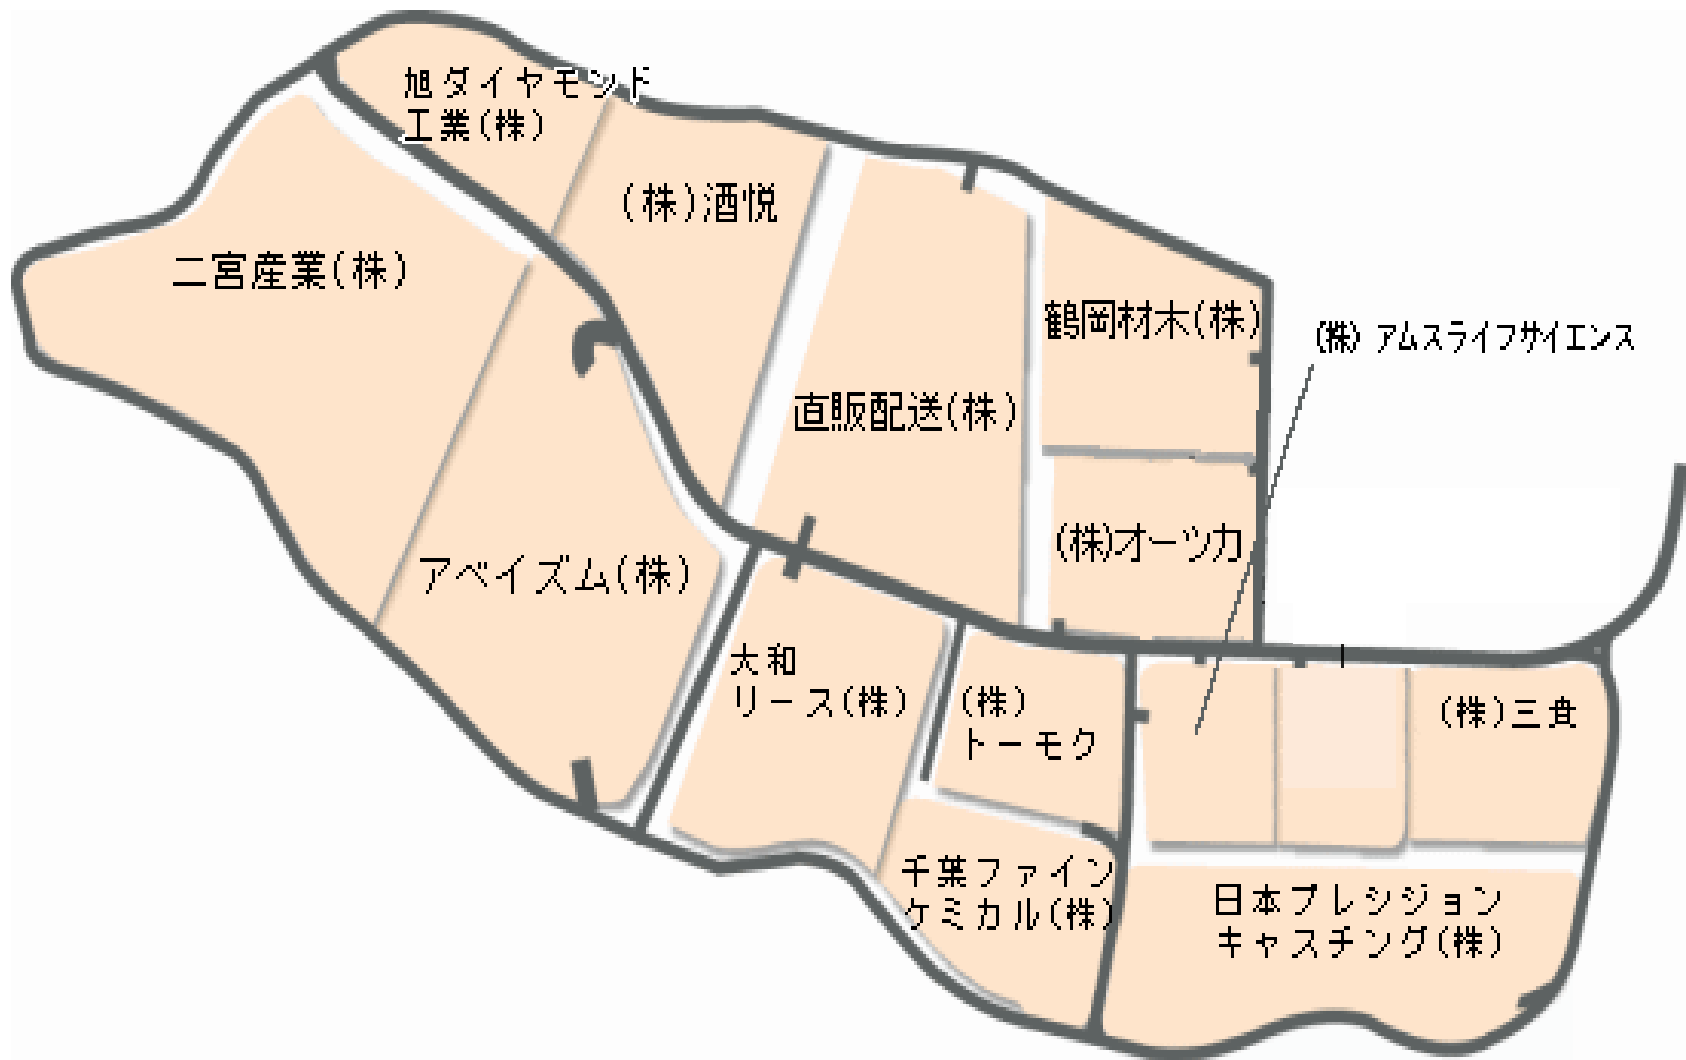 旭ダイヤモンド
工業(株)
(株)酒悦
二宮産業(株)
鶴岡材木(株)
(株) アムスライフサイエンス
直販配送(株)
(株)オーツカ
アベイズム(株)
大和
リース(株)
(株)
トーモク
(株)三食
千葉ファイン
ケミカル(株)
日本プレシジョン
キャスチング(株)